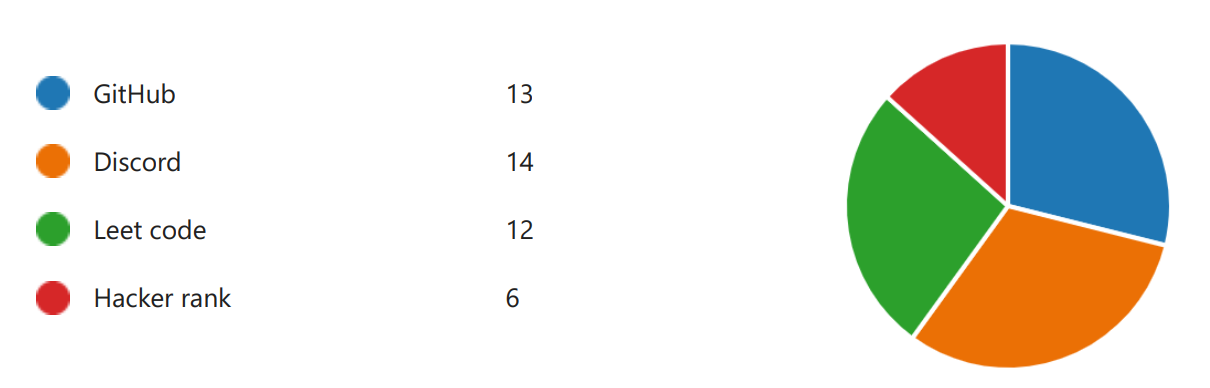 GitHub 13
Discord 14
Leet code 12
Hacker rank 6